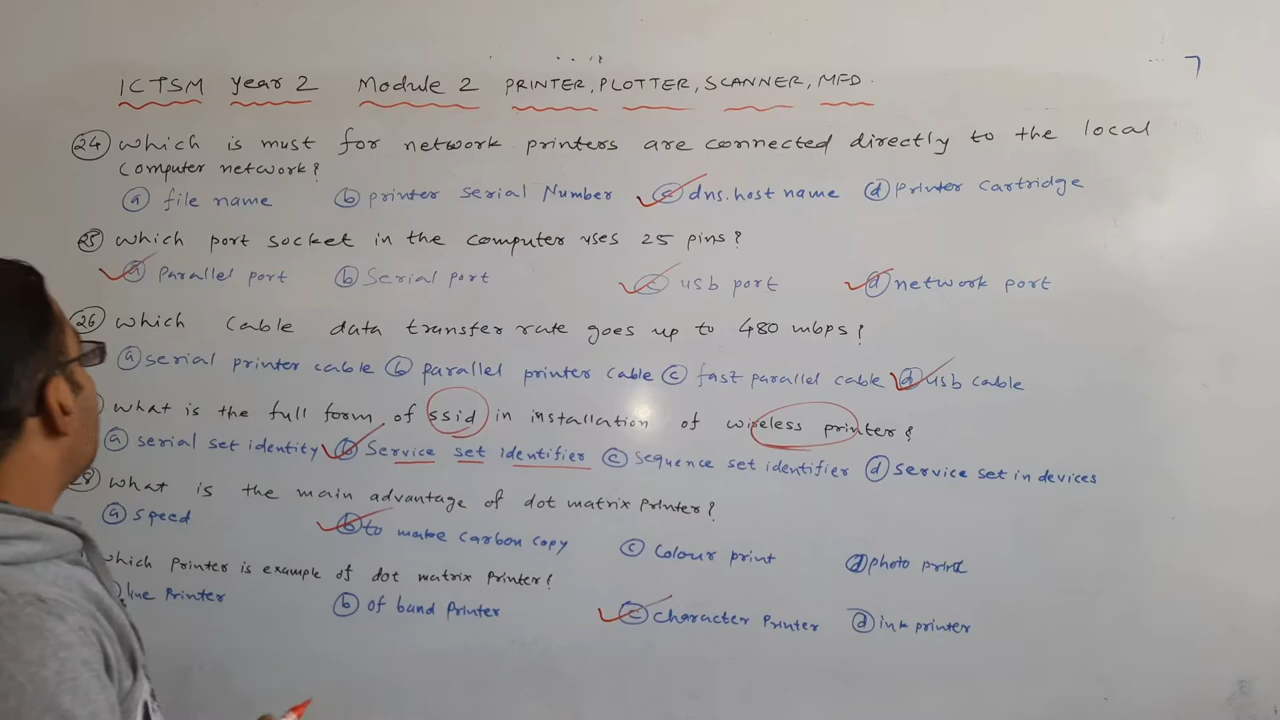 7
ICTSM Year 2 Module 2 PRINTER, PLOTTER, SCANNER, MFD.
24 Which is must for network printers are connected directly to the local
computer network?
a file name b printer serial Number c dns.host name d Printer Cartridge
25 Which port socket in the computer uses 25 pins?
a Parallel port b Serial port c usb port d network port
26 Which cable data transfer rate goes up to 480 mbps?
a serial printer cable b parallel printer cable c fast parallel cable d usb cable
What is the full form of ssid in installation of wireless printer?
a serial set identity b Service set identifier c Sequence set identifier d Service set in devices
28 What is the main advantage of dot matrix Printer?
a Speed b to make carbon copy c Colour print d photo print
Which Printer is example of dot matrix Printer?
line Printer b of band Printer c character Printer d ink printer